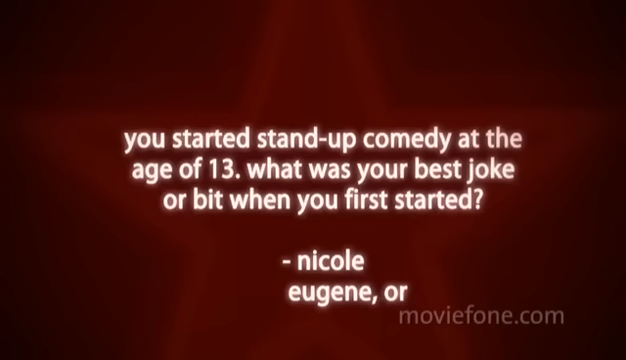 you started stand-up comedy at the
age of 13. what was your best joke
or bit when you first started?
- nicole
eugene, or
moviefone.com